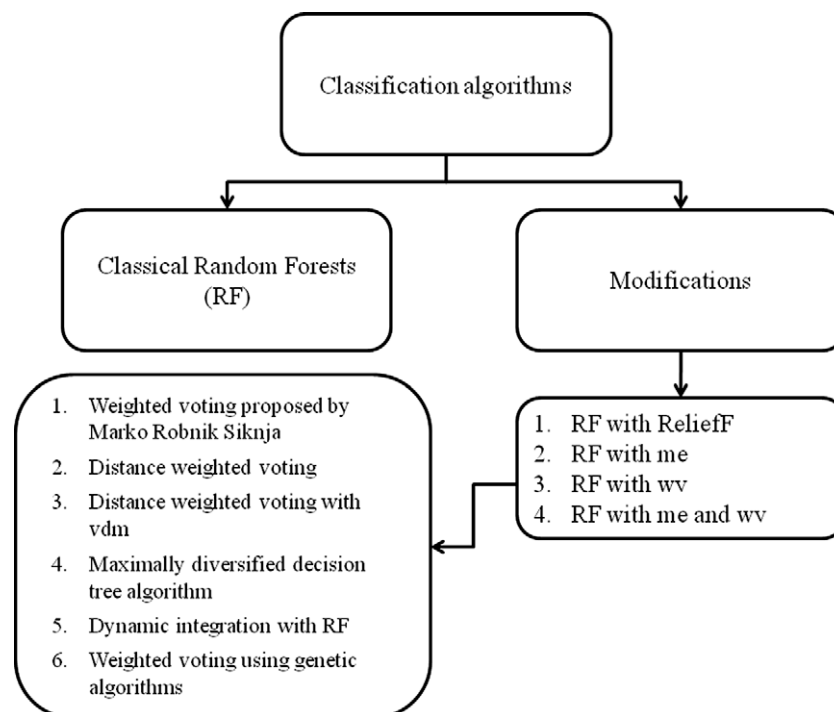 Classification algorithms
Classical Random Forests
(RF)
Modifications
1. Weighted voting proposed by
Marko Robnik Siknja
2. Distance weighted voting
3. Distance weighted voting with
vdm
4. Maximally diversified decision
tree algorithm
5. Dynamic integration with RF
6. Weighted voting using genetic
algorithms
1. RF with ReliefF
2. RF with me
3. RF with wv
4. RF with me and wv